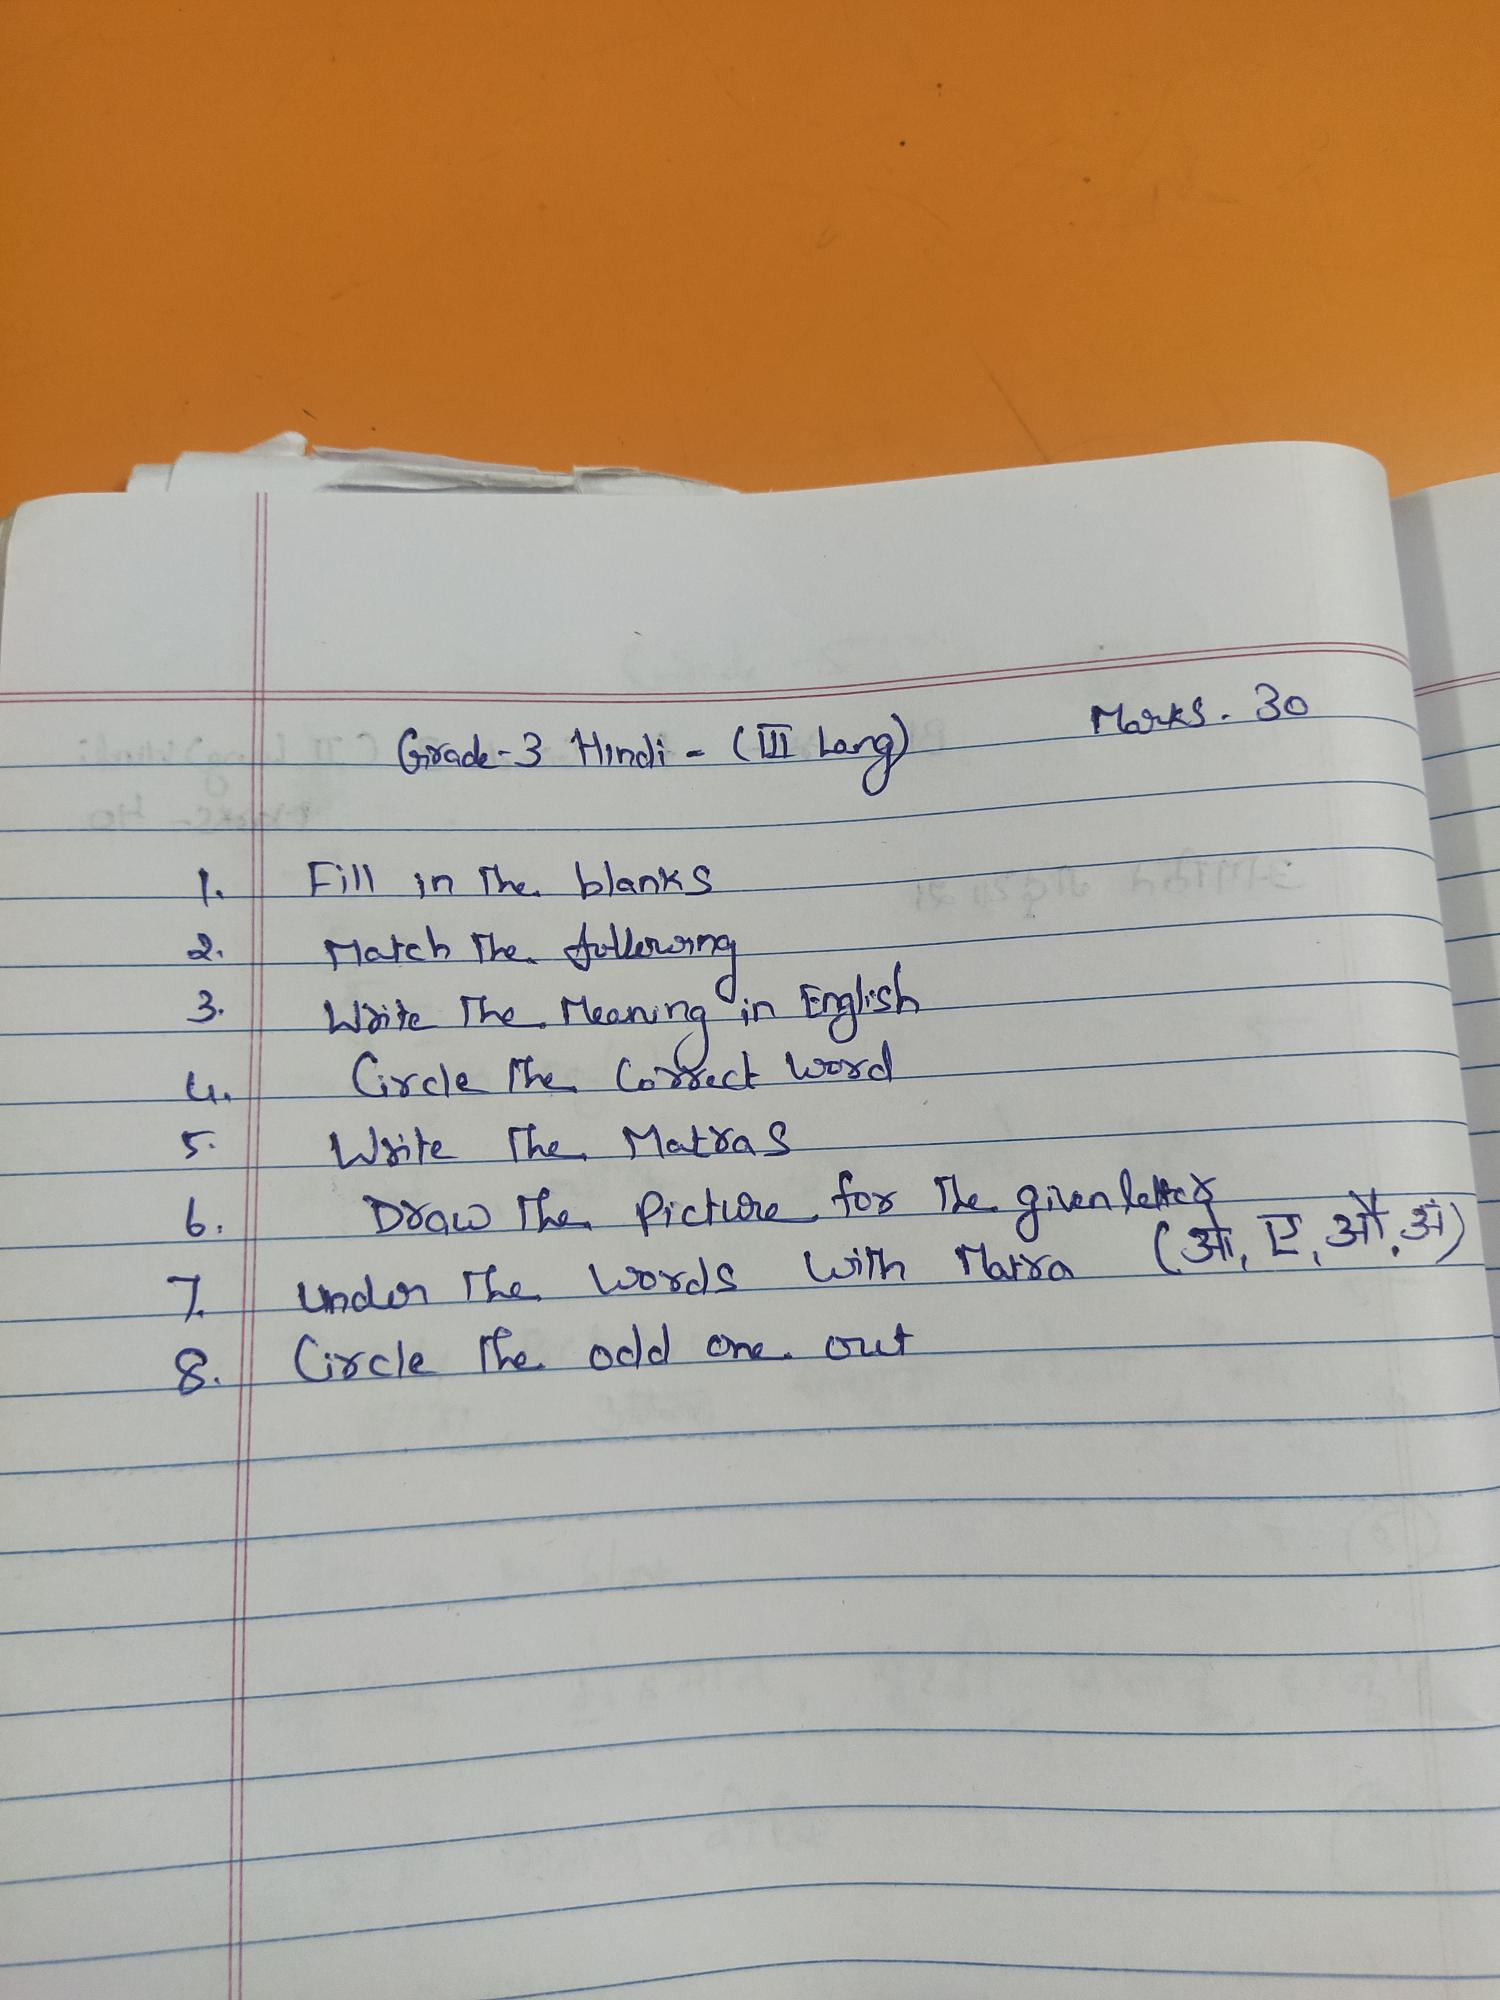 Grade-3 Hindi - (III Lang) Marks. 30
1. Fill in The blanks
2. Match The following
3. Write The Meaning in English
4. Circle The Correct word
5. Write The Matras
6. Draw The Picture for The given letter
(ओ, ए, औ, अं)
7. Under The words with Matra
8. Circle The odd one out